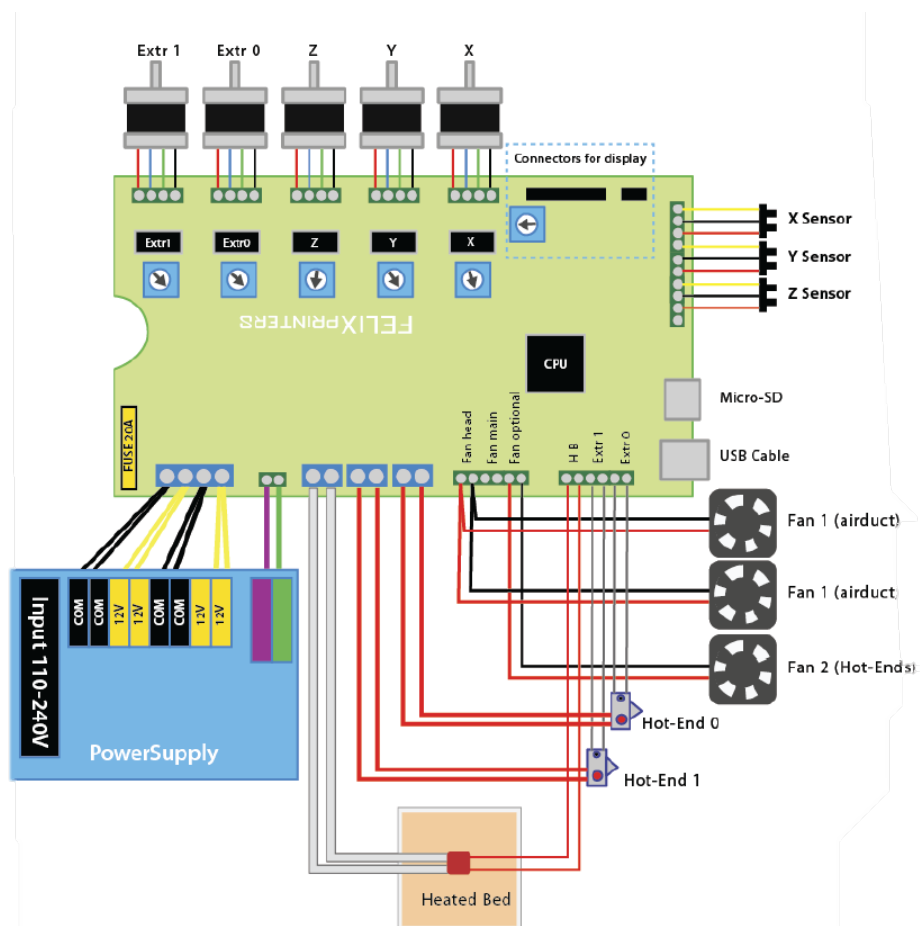 Extr 1
Extr 0
Z
Y
X
Connectors for display
Extr1
Extr0
Z
Y
X
X Sensor
Y Sensor
Z Sensor
FELIXPRINTERS
CPU
Micro-SD
USB Cable
FUSE 20A
Fan head
Fan main
Fan optional
H B
Extr 1
Extr 0
Fan 1 (airduct)
Fan 1 (airduct)
Fan 2 (Hot-Ends)
Input 110-240V
COM
COM
12V
12V
COM
COM
12V
12V
PowerSupply
Hot-End 0
Hot-End 1
Heated Bed